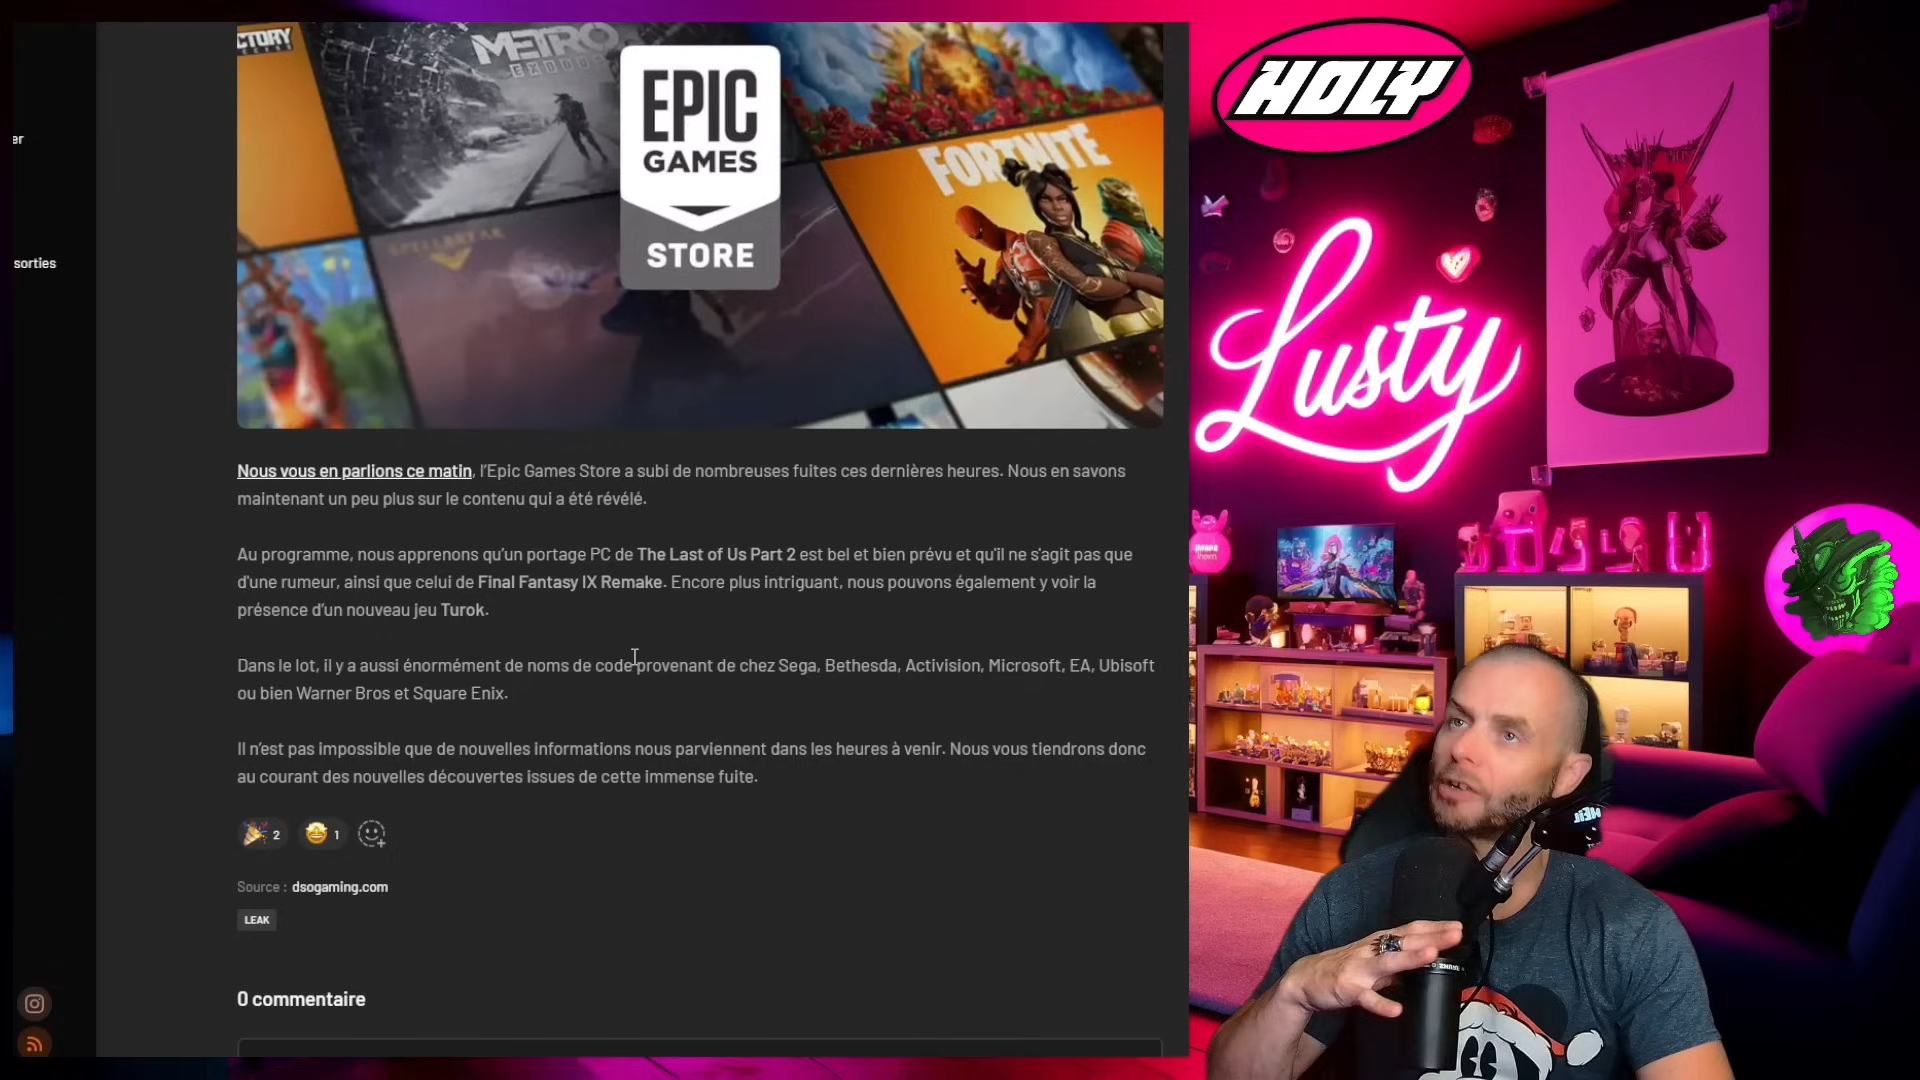 CTORY
METRO
EXODUS
EPIC
GAMES
STORE
FORTNITE
SPELLBREAK
HOLY
Lusty
er
sorties
Nous vous en parlions ce matin, l'Epic Games Store a subi de nombreuses fuites ces dernières heures. Nous en savons
maintenant un peu plus sur le contenu qui a été révélé.
Au programme, nous apprenons qu'un portage PC de The Last of Us Part 2 est bel et bien prévu et qu'il ne s'agit pas que
d'une rumeur, ainsi que celui de Final Fantasy IX Remake. Encore plus intriguant, nous pouvons également y voir la
présence d'un nouveau jeu Turok.
Dans le lot, il y a aussi énormément de noms de code provenant de chez Sega, Bethesda, Activision, Microsoft, EA, Ubisoft
ou bien Warner Bros et Square Enix.
Il n'est pas impossible que de nouvelles informations nous parviennent dans les heures à venir. Nous vous tiendrons donc
au courant des nouvelles découvertes issues de cette immense fuite.
2 1
Source : dsogaming.com
LEAK
0 commentaire